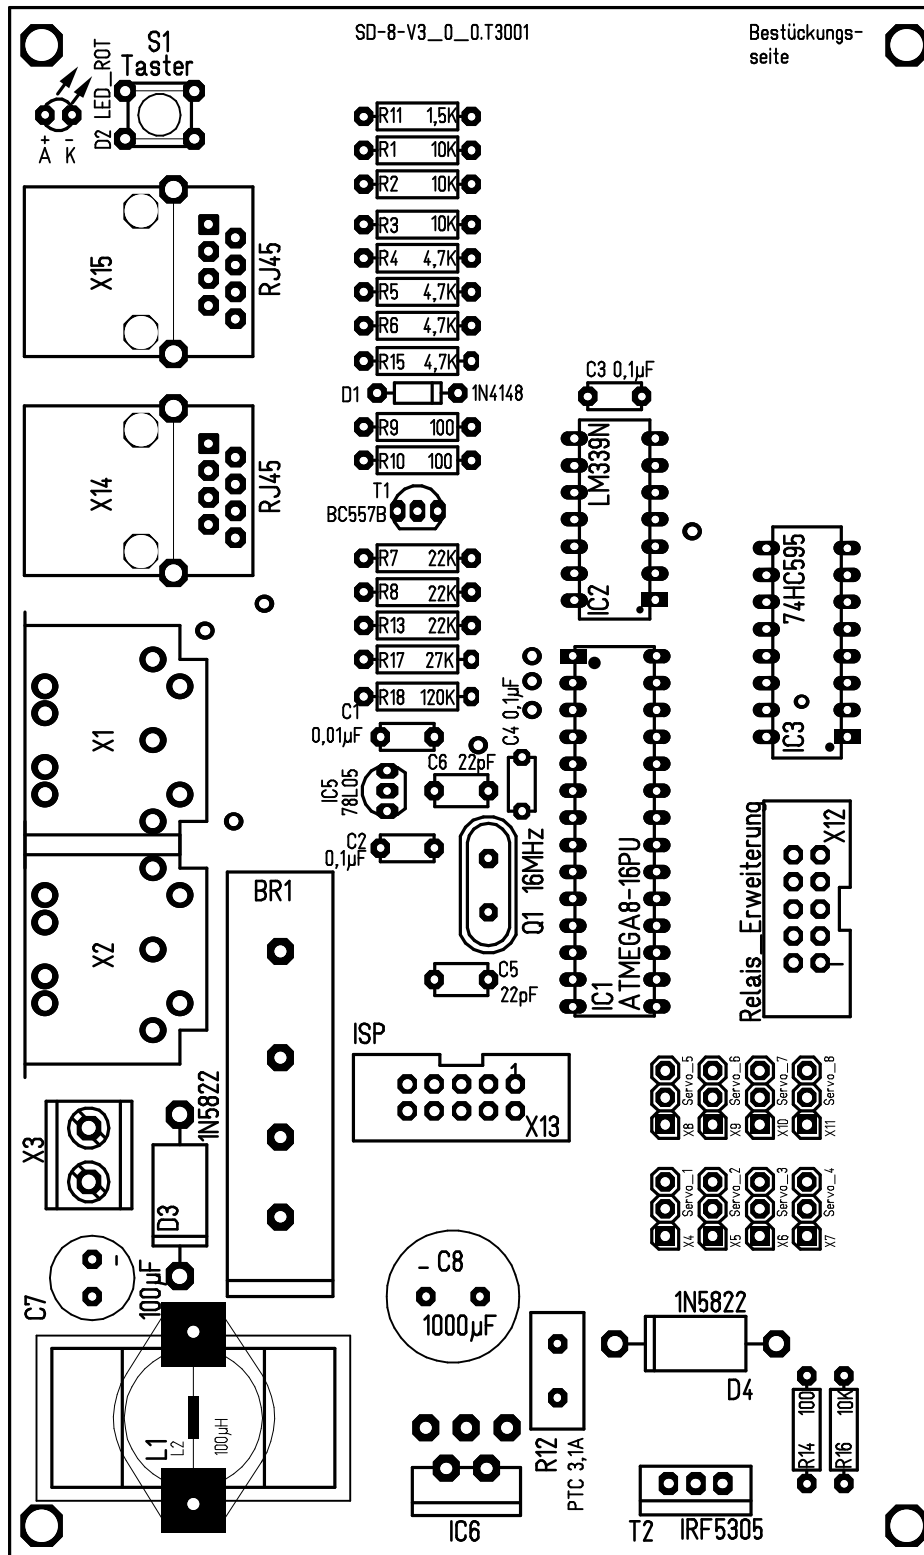 SD-8-V3_0_0.T3001
Bestückungs-
seite
S1
Taster
D2 LED_ROT
+ -
A K
R11 1,5K
R1 10K
R2 10K
R3 10K
R4 4,7K
R5 4,7K
R6 4,7K
R15 4,7K
X15
RJ45
D1 1N4148
R9 100
R10 100
T1
BC557B
X14
RJ45
C3 0,1µF
LM339N
IC2
74HC595
IC3
R7 22K
R8 22K
R13 22K
R17 27K
R18 120K
C1
0,01µF
C4 0,1µF
C6 22pF
IC5
78L05
C2
0,1µF
X1
X2
Q1 16MHz
IC1
ATMEGA8-16PU
C5
22pF
Relais_Erweiterung
X12
BR1
ISP
1
X13
Servo_5
X8
Servo_6
X9
Servo_7
X10
Servo_8
X11
Servo_1
X4
Servo_2
X5
Servo_3
X6
Servo_4
X7
X3
1N5822
D3
C7
-
100µF
- C8
1000µF
1N5822
D4
R12
PTC 3,1A
R14 100
R16 10K
L1
L2
100µH
IC6
T2 IRF5305